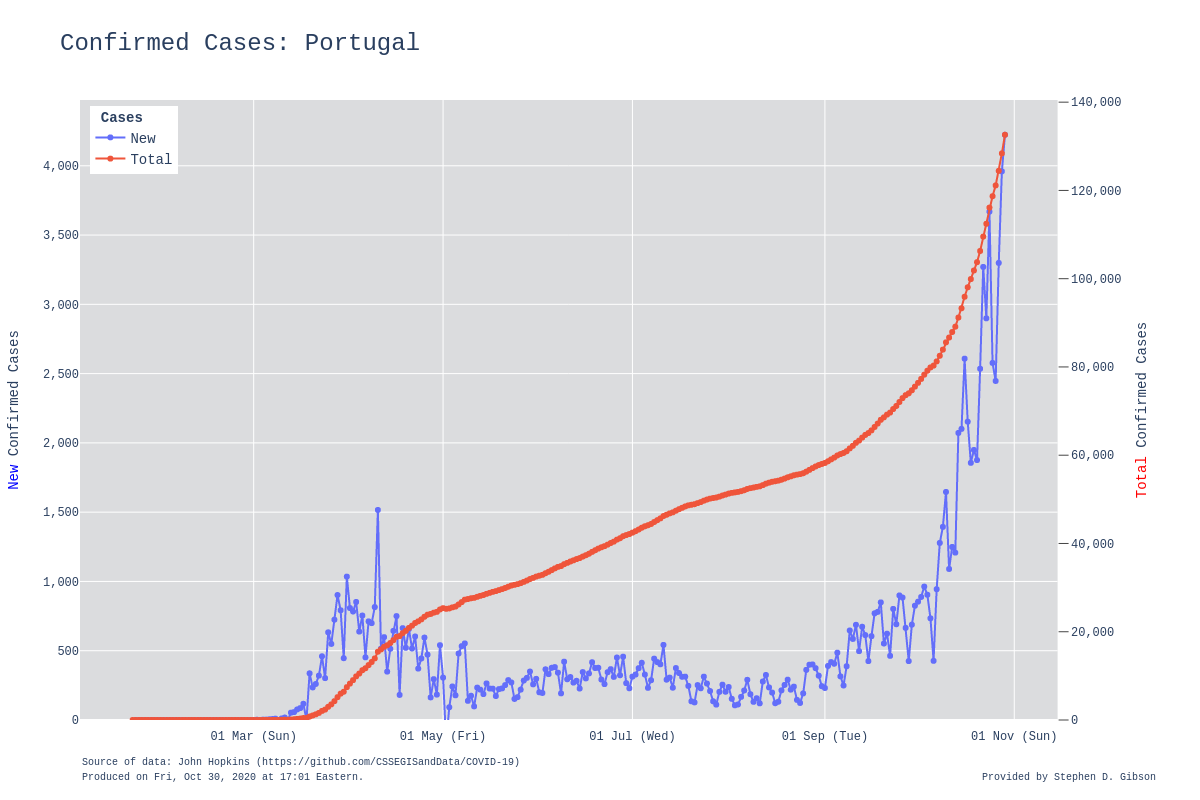 Confirmed Cases: Portugal
Cases
New
Total
4,000
3,500
3,000
2,500
2,000
1,500
1,000
500
0
New Confirmed Cases
140,000
120,000
100,000
80,000
60,000
40,000
20,000
0
Total Confirmed Cases
01 Mar (Sun) 01 May (Fri) 01 Jul (Wed) 01 Sep (Tue) 01 Nov (Sun)
Source of data: John Hopkins (https://github.com/CSSEGISandData/COVID-19)
Produced on Fri, Oct 30, 2020 at 17:01 Eastern.
Provided by Stephen D. Gibson